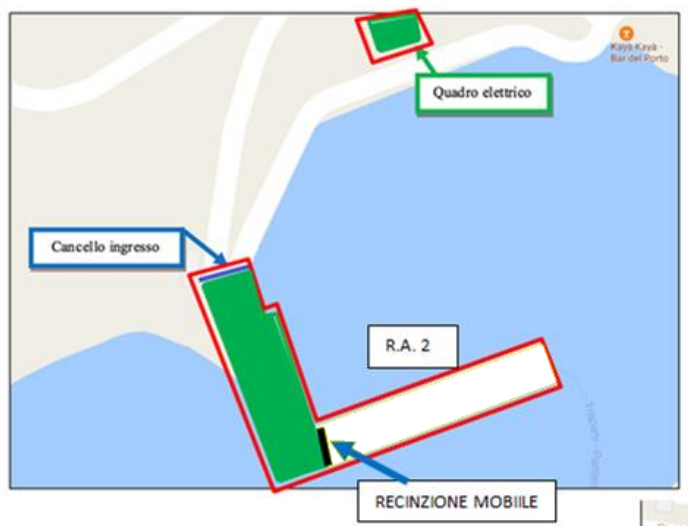 Kaya Kaya -
Bar del Porto
Quadro elettrico
Cancello ingresso
R.A. 2
RECINZIONE MOBIILE